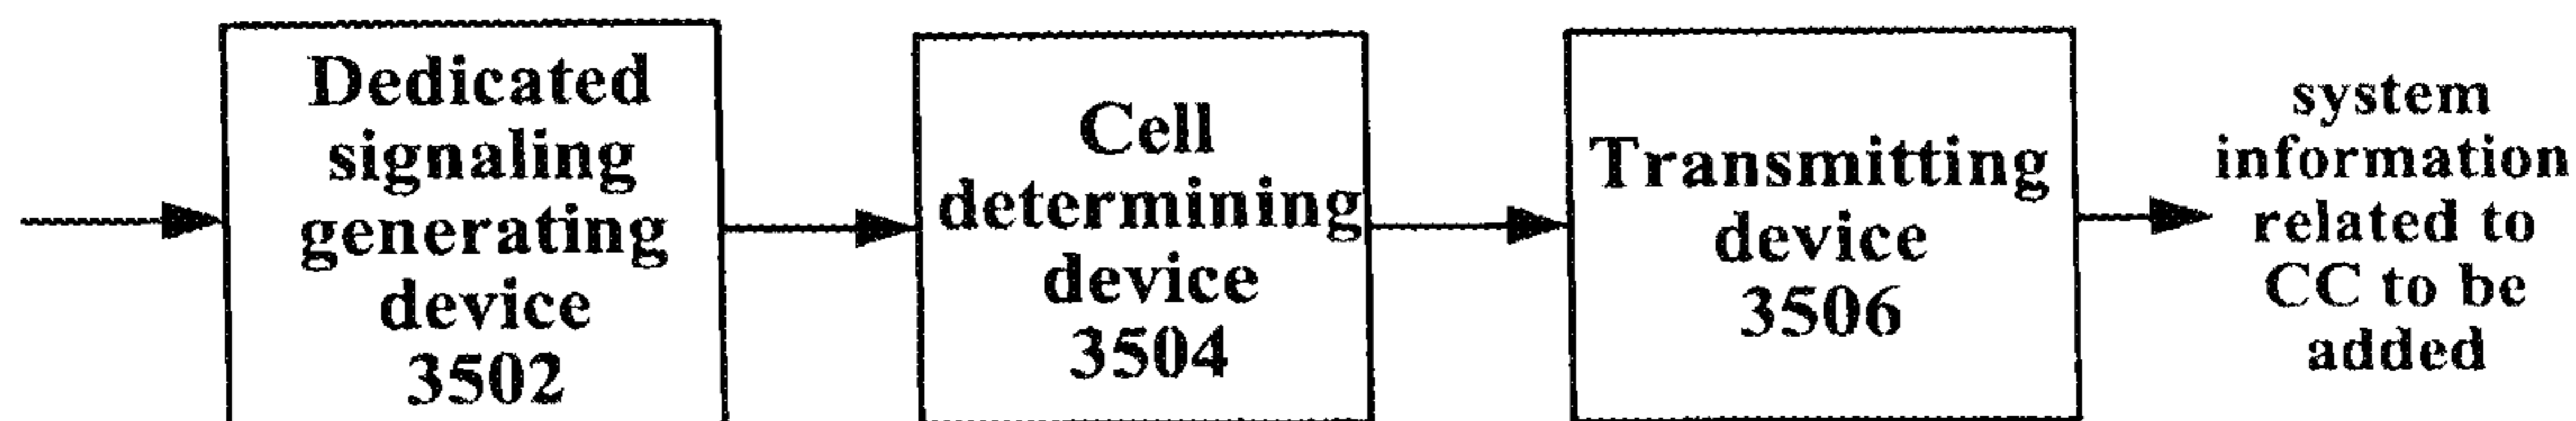 Dedicated
signaling
generating
device
3502
Cell
determining
device
3504
Transmitting
device
3506
system
information
related to
CC to be
added